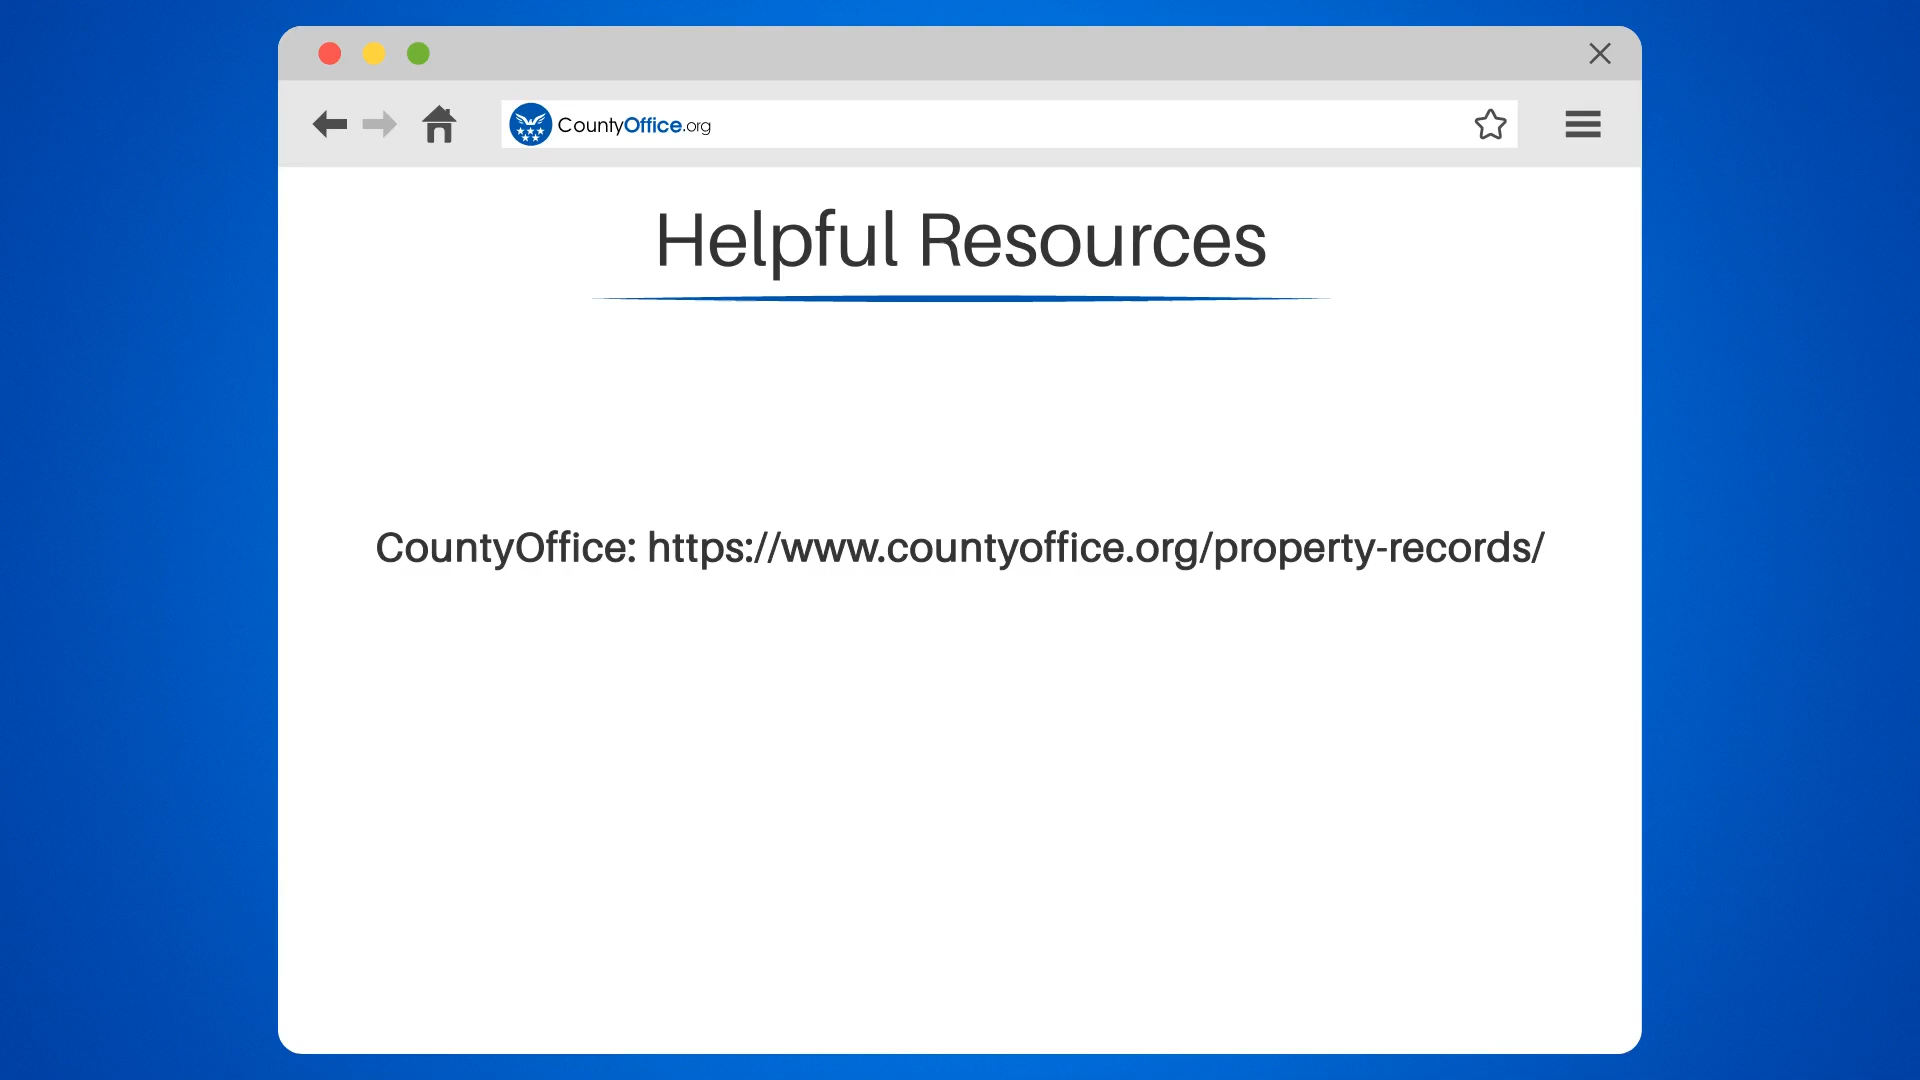 CountyOffice.org
Helpful Resources
CountyOffice: https://www.countyoffice.org/property-records/